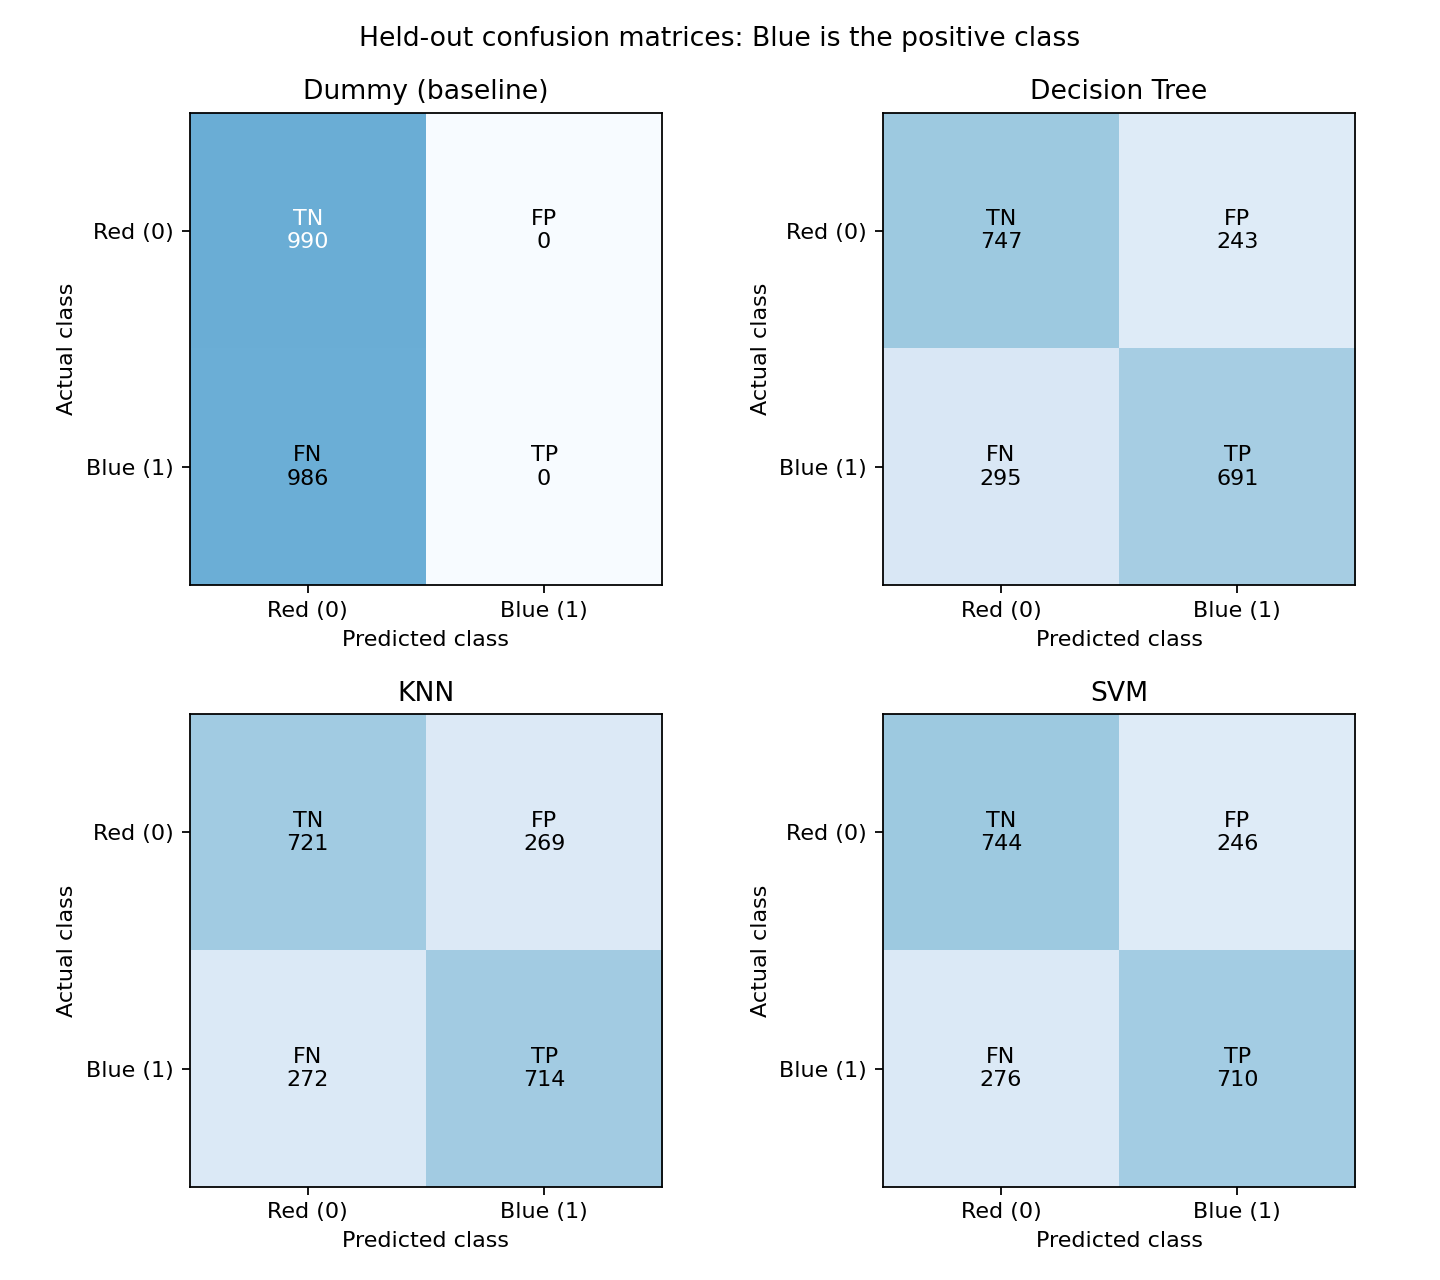 Held-out confusion matrices: Blue is the positive class
Dummy (baseline)
Actual class
Red (0)
Blue (1)
TN
990
FP
0
FN
986
TP
0
Red (0)
Blue (1)
Predicted class
Decision Tree
Actual class
Red (0)
Blue (1)
TN
747
FP
243
FN
295
TP
691
Red (0)
Blue (1)
Predicted class
KNN
Actual class
Red (0)
Blue (1)
TN
721
FP
269
FN
272
TP
714
Red (0)
Blue (1)
Predicted class
SVM
Actual class
Red (0)
Blue (1)
TN
744
FP
246
FN
276
TP
710
Red (0)
Blue (1)
Predicted class